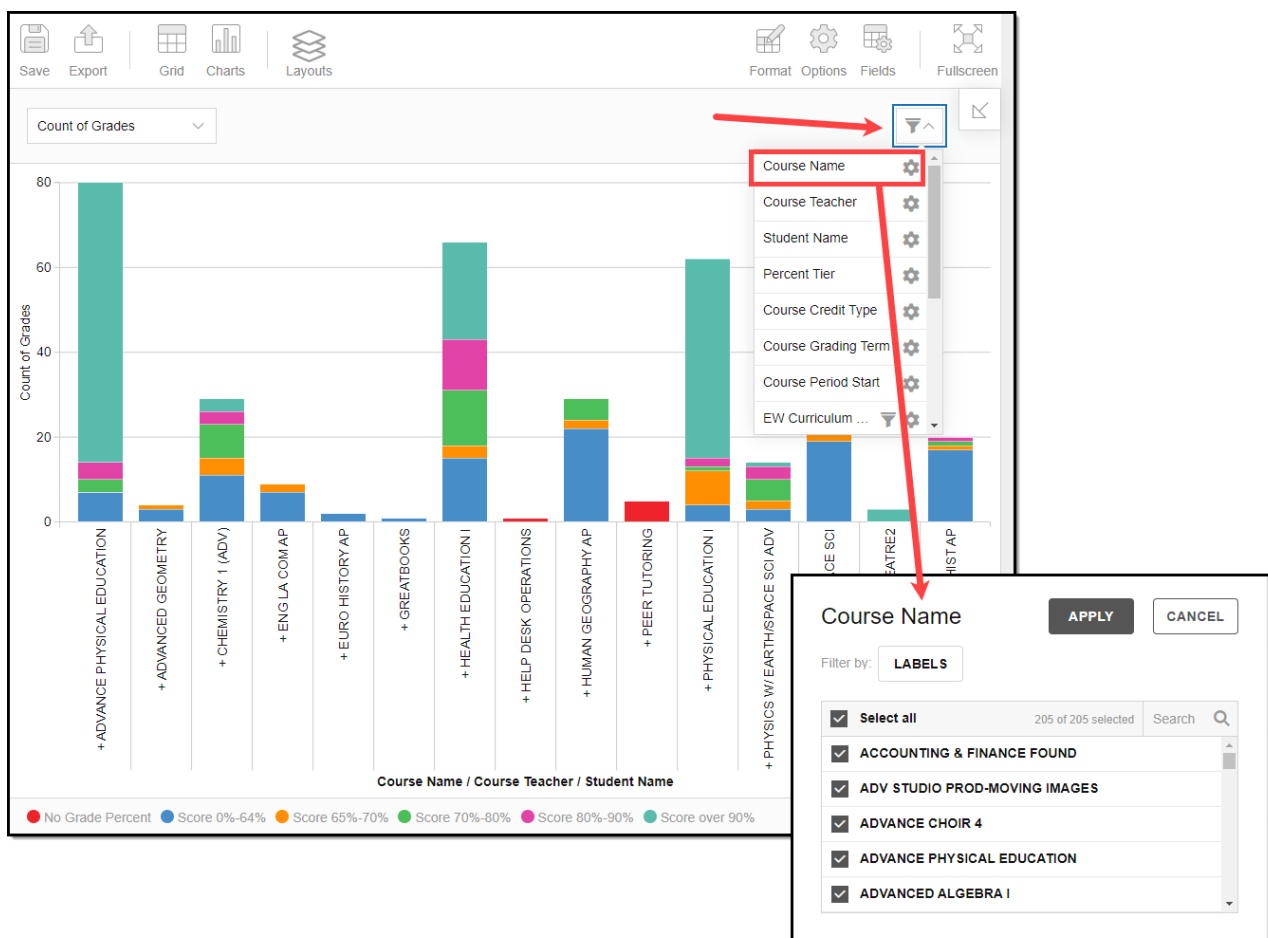 Save Export Grid Charts Layouts Format Options Fields Fullscreen
Count of Grades
Course Name
Course Teacher
Student Name
Percent Tier
Course Credit Type
Course Grading Term
Course Period Start
EW Curriculum ...
80
60
40
20
0
Count of Grades
+ ADVANCE PHYSICAL EDUCATION
+ ADVANCED GEOMETRY
+ CHEMISTRY 1 (ADV)
+ ENG LA COM AP
+ EURO HISTORY AP
+ GREATBOOKS
+ HEALTH EDUCATION I
+ HELP DESK OPERATIONS
+ HUMAN GEOGRAPHY AP
+ PEER TUTORING
+ PHYSICAL EDUCATION I
+ PHYSICS W/ EARTH/SPACE SCI ADV
CE SCI
EATRE2
HIST AP
Course Name / Course Teacher / Student Name
No Grade Percent Score 0%-64% Score 65%-70% Score 70%-80% Score 80%-90% Score over 90%
Course Name APPLY CANCEL
Filter by: LABELS
Select all 205 of 205 selected Search
ACCOUNTING & FINANCE FOUND
ADV STUDIO PROD-MOVING IMAGES
ADVANCE CHOIR 4
ADVANCE PHYSICAL EDUCATION
ADVANCED ALGEBRA I